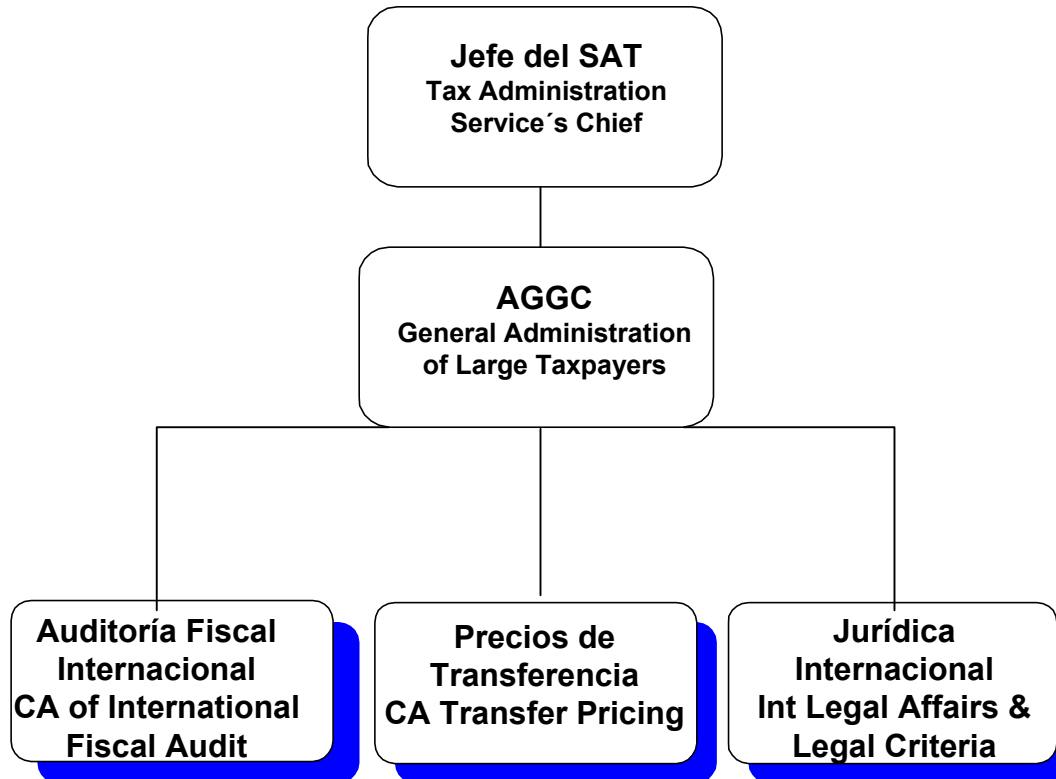 Jefe del SAT
Tax Administration
Service´s Chief
AGGC
General Administration
of Large Taxpayers
Auditoría Fiscal
Internacional
CA of International
Fiscal Audit
Precios de
Transferencia
CA Transfer Pricing
Jurídica
Internacional
Int Legal Affairs &
Legal Criteria